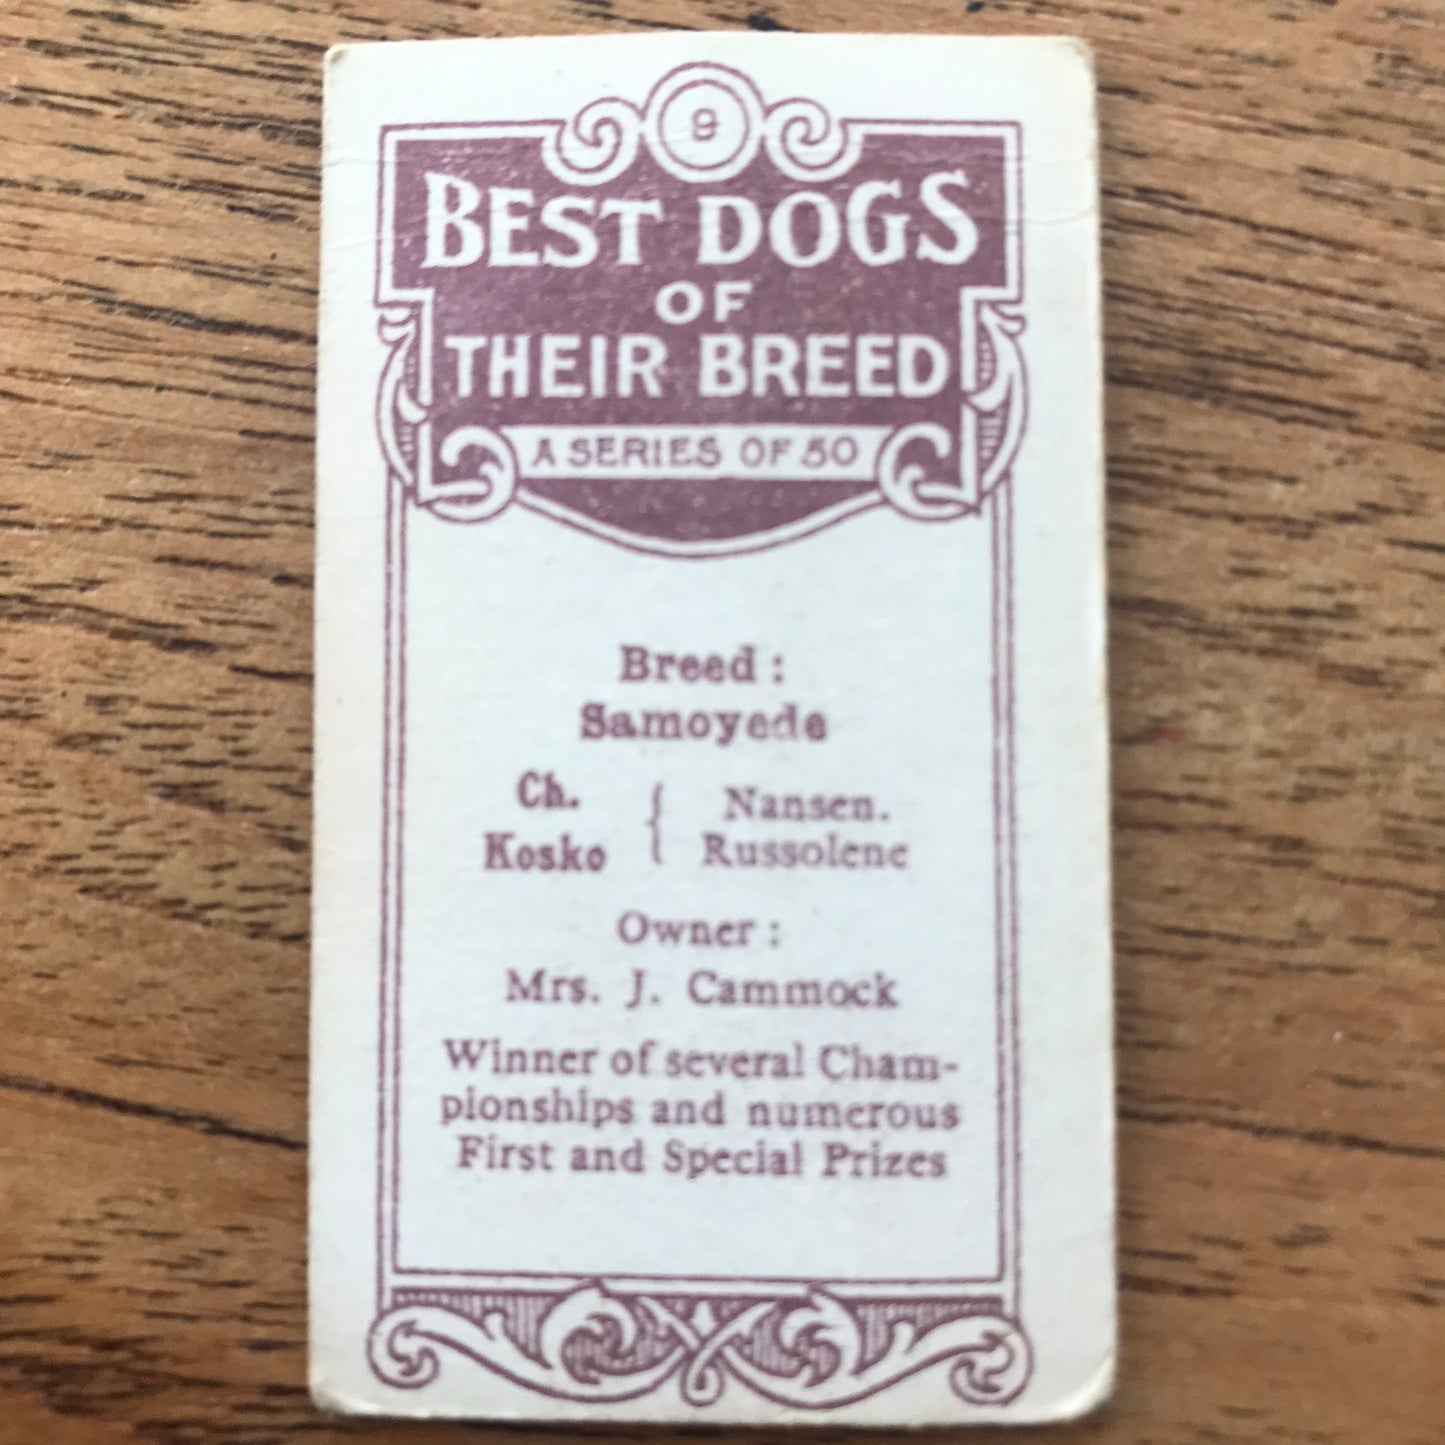 9
BEST DOGS
OF
THEIR BREED
A SERIES OF 50
Breed :
Samoyede
Ch. Nansen.
Kosko Russolene
Owner :
Mrs. J. Cammock
Winner of several Cham-
pionships and numerous
First and Special Prizes